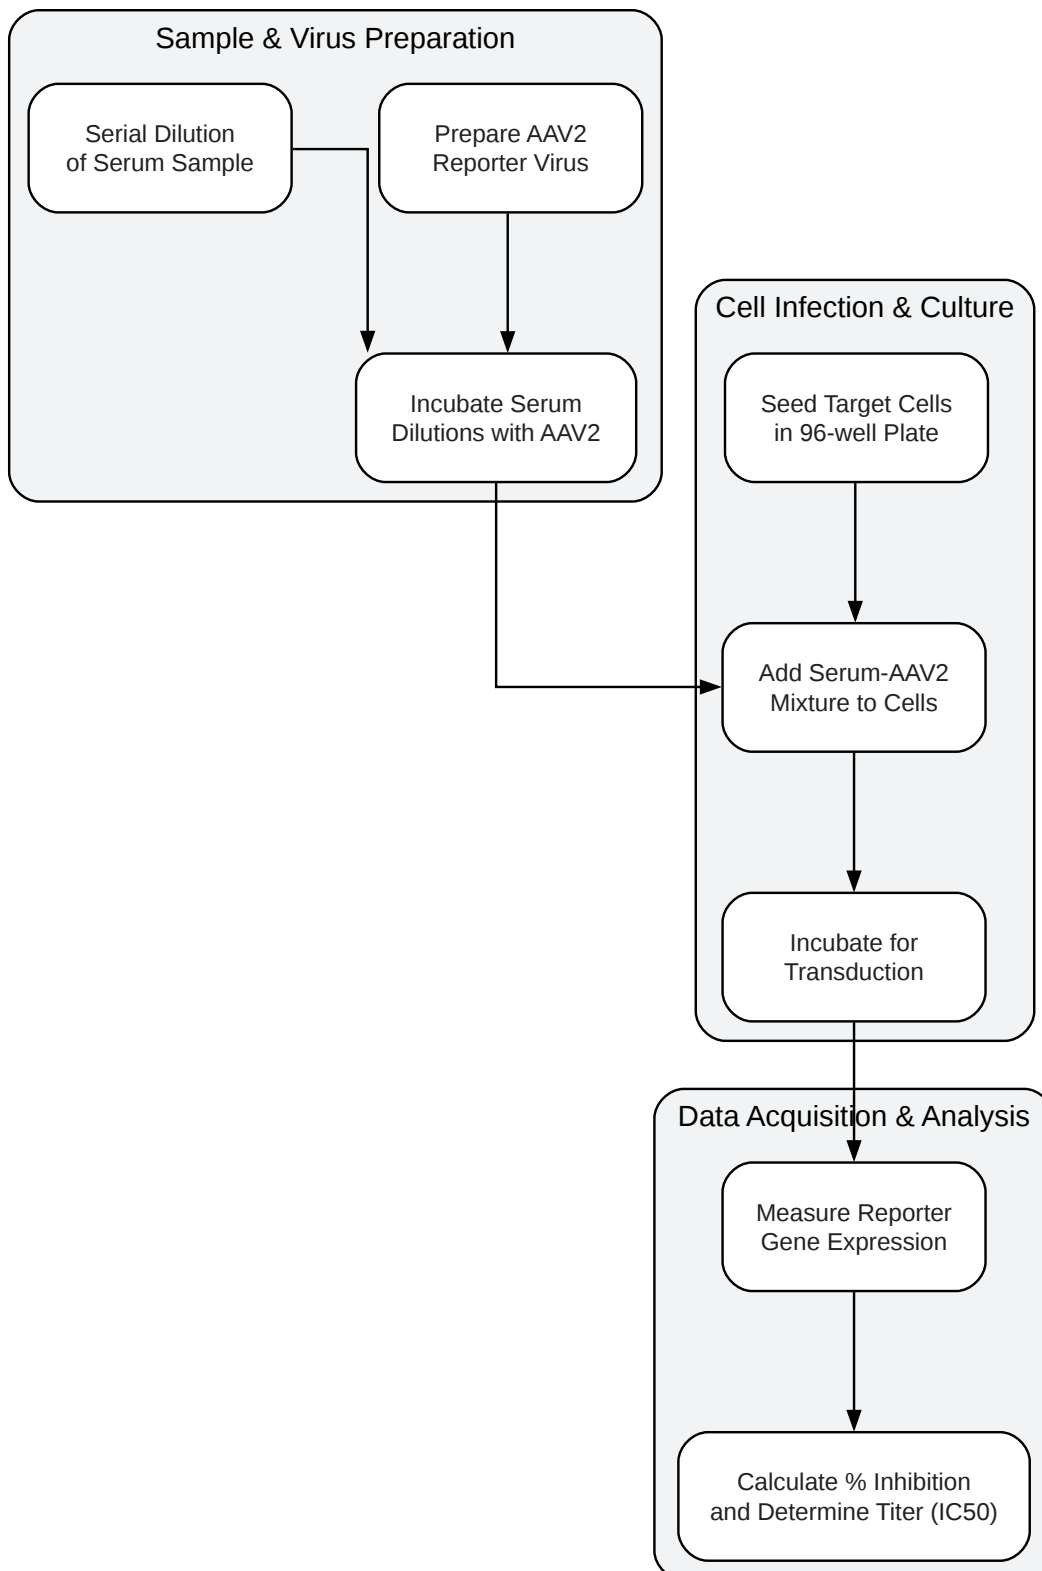 Sample & Virus Preparation
Serial Dilution
of Serum Sample
Prepare AAV2
Reporter Virus
Incubate Serum
Dilutions with AAV2
Cell Infection & Culture
Seed Target Cells
in 96-well Plate
Add Serum-AAV2
Mixture to Cells
Incubate for
Transduction
Data Acquisition & Analysis
Measure Reporter
Gene Expression
Calculate % Inhibition
and Determine Titer (IC50)